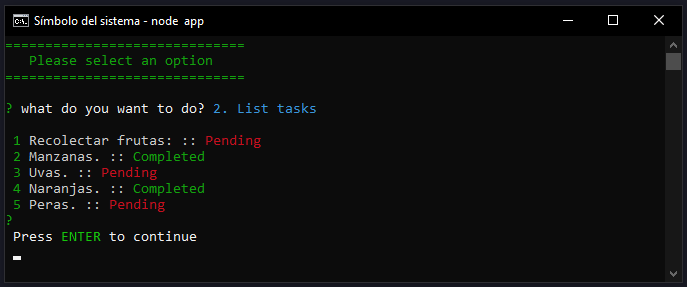 Símbolo del sistema - node app
==============================
Please select an option
==============================
? what do you want to do? 2. List tasks
1 Recolectar frutas: :: Pending
2 Manzanas. :: Completed
3 Uvas. :: Pending
4 Naranjas. :: Completed
5 Peras. :: Pending
?
Press ENTER to continue